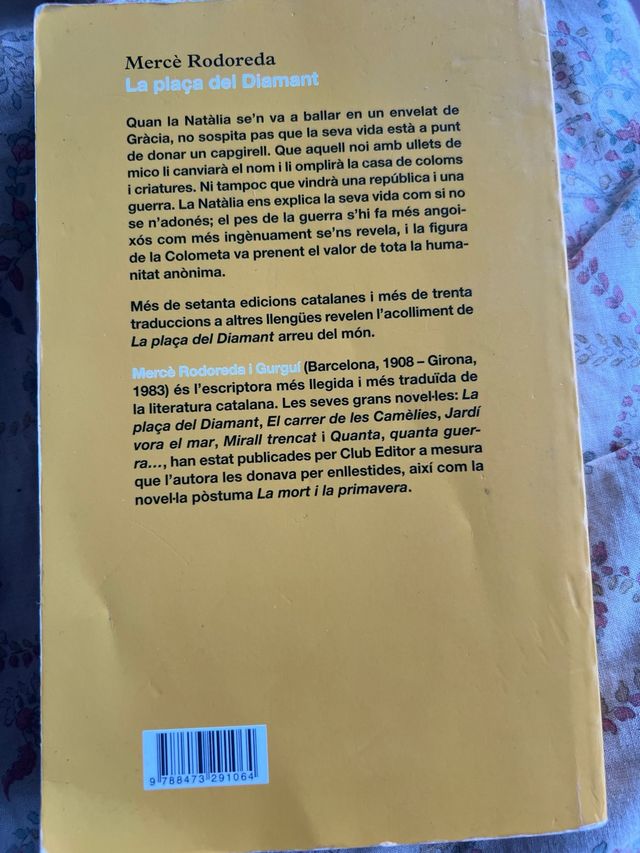 Mercè Rodoreda
La plaça del Diamant
Quan la Natàlia se'n va a ballar en un envelat de
Gràcia, no sospita pas que la seva vida està a punt
de donar un capgirell. Que aquell noi amb ullets de
mico li canviarà el nom i li omplirà la casa de coloms
i criatures. Ni tampoc que vindrà una república i una
guerra. La Natàlia ens explica la seva vida com si no
se n'adonés; el pes de la guerra s'hi fa més angoi-
xós com més ingènuament se'ns revela, i la figura
de la Colometa va prenent el valor de tota la huma-
nitat anònima.
Més de setanta edicions catalanes i més de trenta
traduccions a altres llengües revelen l'acolliment de
La plaça del Diamant arreu del món.
Mercè Rodoreda i Gurguí (Barcelona, 1908 – Girona,
1983) és l'escriptora més llegida i més traduïda de
la literatura catalana. Les seves grans novel·les: La
plaça del Diamant, El carrer de les Camèlies, Jardí
vora el mar, Mirall trencat i Quanta, quanta guer-
ra..., han estat publicades per Club Editor a mesura
que l'autora les donava per enllestides, així com la
novel·la pòstuma La mort i la primavera.
9 788473 291064